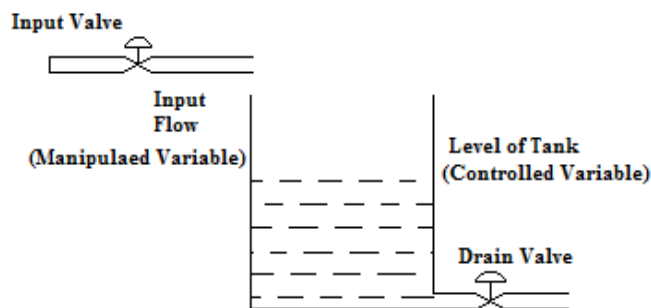 Input Valve
Input
Flow
(Manipulaed Variable)
Level of Tank
(Controlled Variable)
Drain Valve